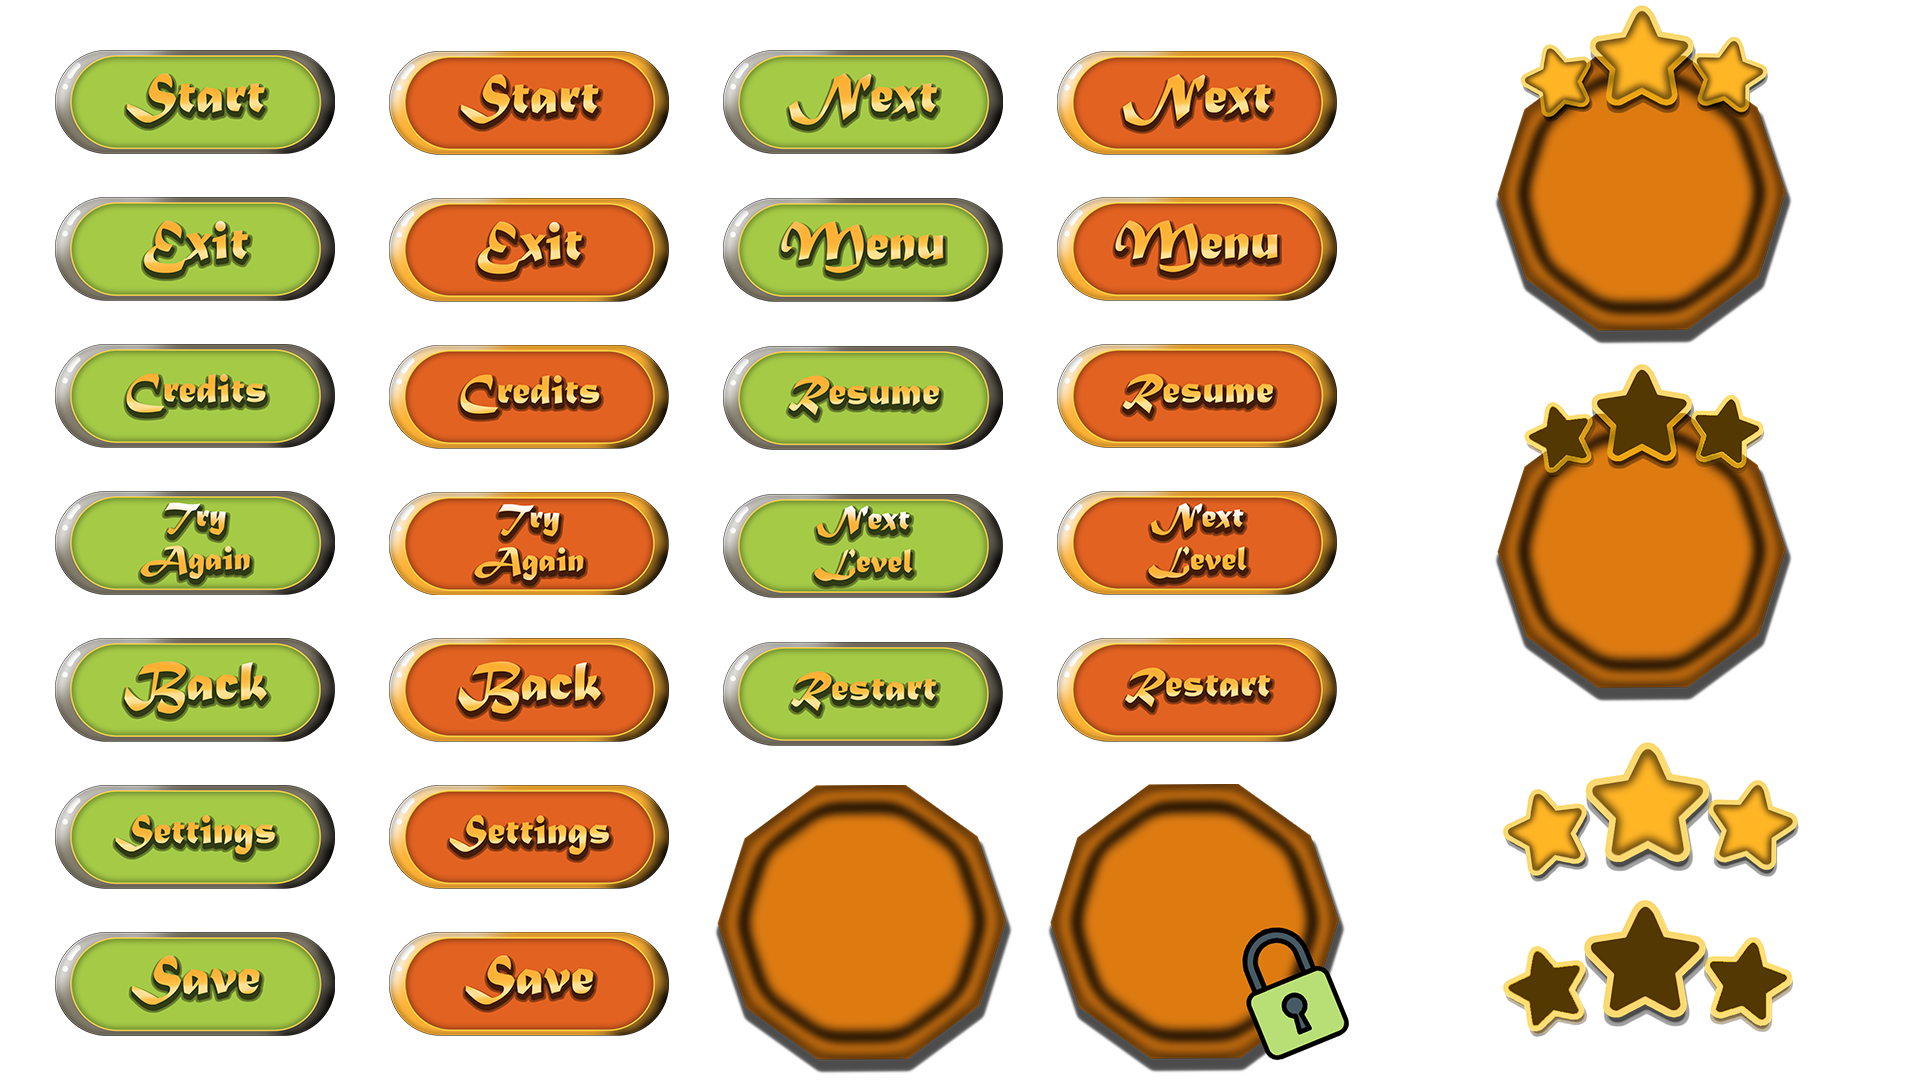 Start
Start
Next
Next
Exit
Exit
Menu
Menu
Credits
Credits
Resume
Resume
Try
Again
Try
Again
Next
Level
Next
Level
Back
Back
Restart
Restart
Settings
Settings
Save
Save